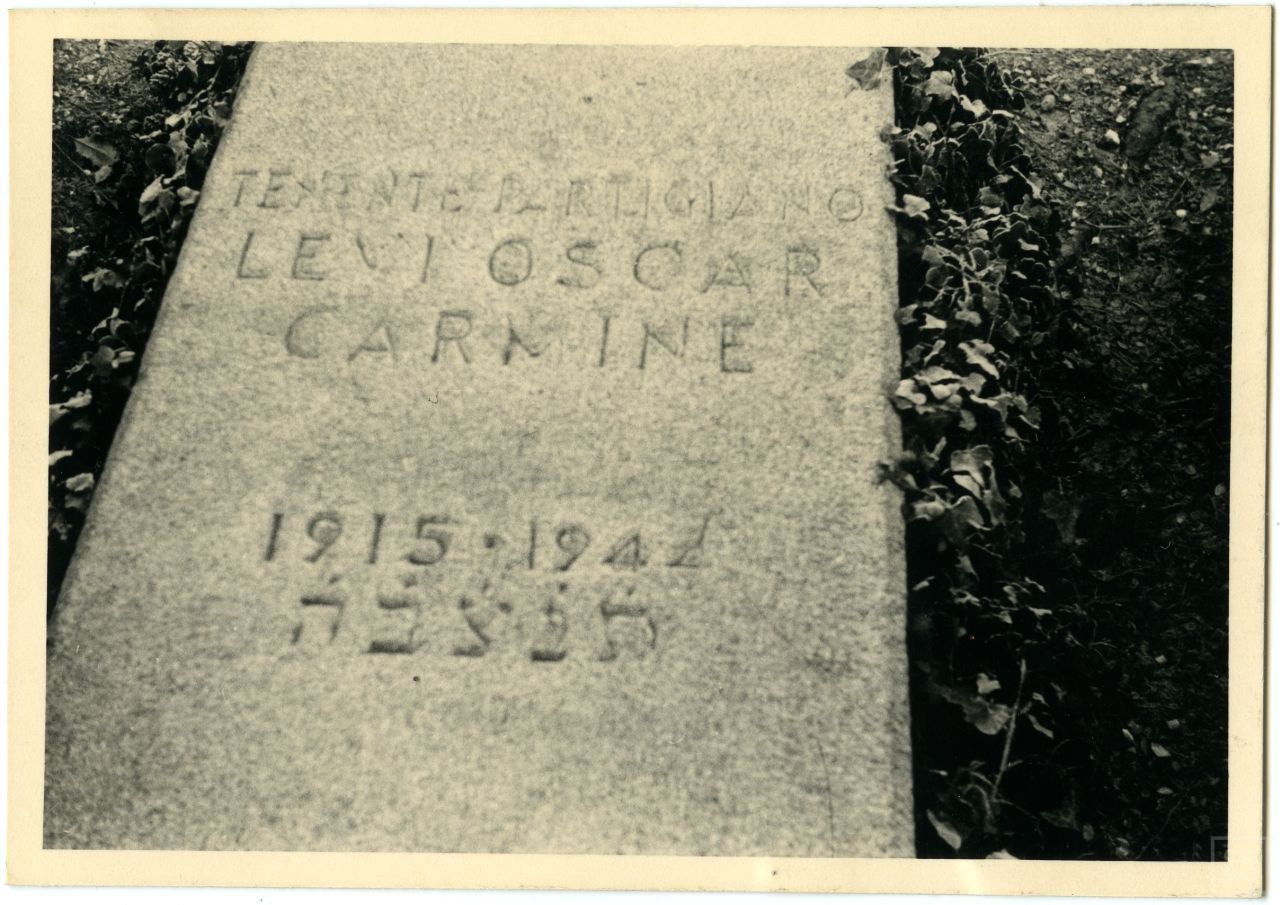 TENENTE PARTIGIANO
LEVI OSCAR
CARMINE
1915 · 1944
תנצבה